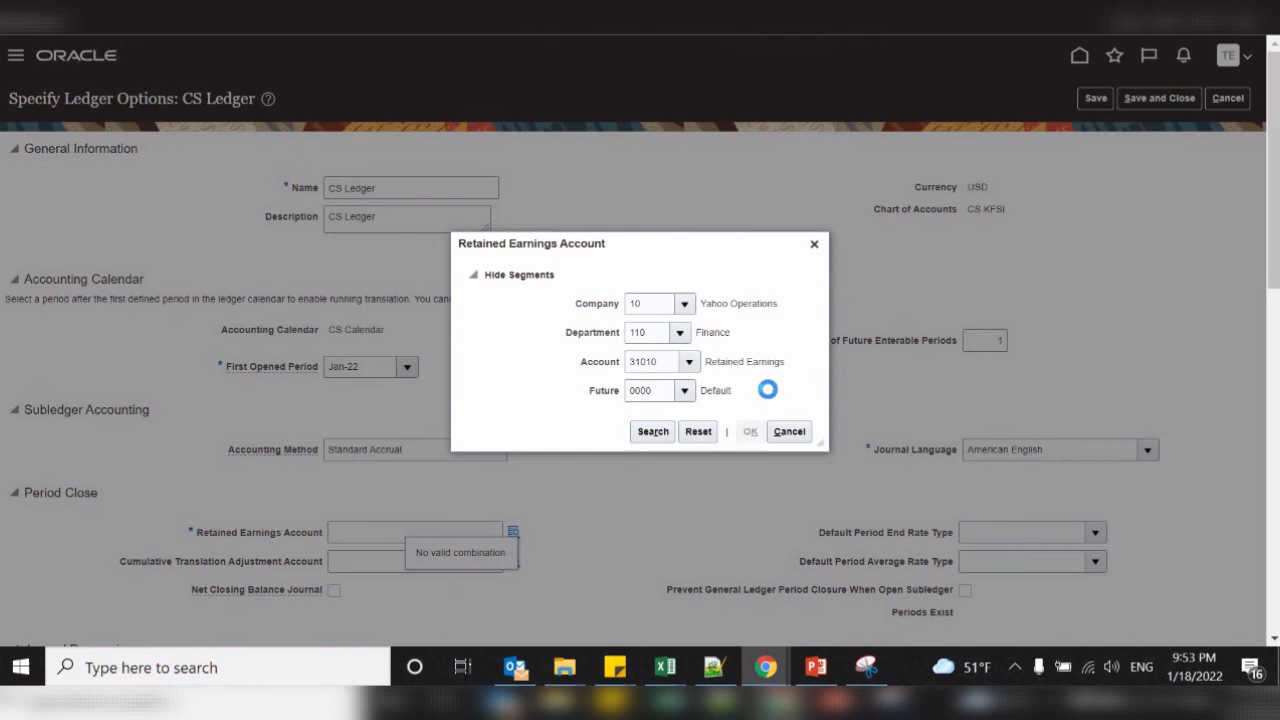 ORACLE
TE
Specify Ledger Options: CS Ledger
Save
Save and Close
Cancel
General Information
* Name CS Ledger
Currency USD
Description CS Ledger
Chart of Accounts CS KFSI
Accounting Calendar
Select a period after the first defined period in the ledger calendar to enable running translation. You can
Accounting Calendar CS Calendar
of Future Enterable Periods 1
* First Opened Period Jan-22
Subledger Accounting
Accounting Method Standard Accrual
* Journal Language American English
Period Close
* Retained Earnings Account
Default Period End Rate Type
No valid combination
Cumulative Translation Adjustment Account
Default Period Average Rate Type
Net Closing Balance Journal
Prevent General Ledger Period Closure When Open Subledger
Periods Exist
Retained Earnings Account
Hide Segments
Company 10 Yahoo Operations
Department 110 Finance
Account 31010 Retained Earnings
Future 0000 Default
Search
Reset
|
OK
Cancel
Type here to search
51°F
ENG
9:53 PM
1/18/2022
16